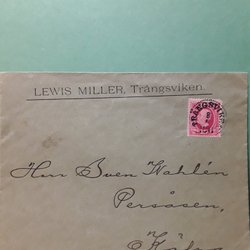 LEWIS MILLER, Trångsviken.
TRÅNGSVIKEN
Herr Sven Wahlén
Persåsen,